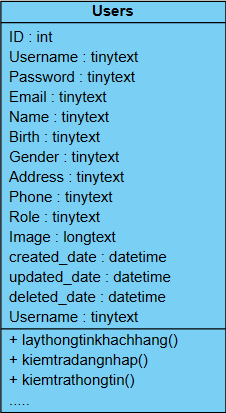 Users
ID : int
Username : tinytext
Password : tinytext
Email : tinytext
Name : tinytext
Birth : tinytext
Gender : tinytext
Address : tinytext
Phone : tinytext
Role : tinytext
Image : longtext
created_date : datetime
updated_date : datetime
deleted_date : datetime
Username : tinytext
+ laythongtinkhachhang()
+ kiemtradangnhap()
+ kiemtrathongtin()
.....